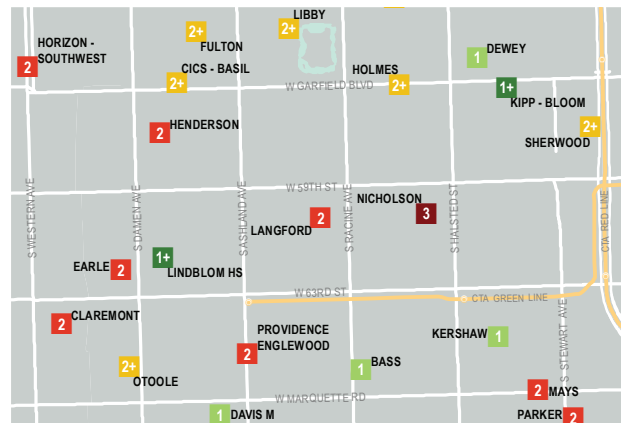 LIBBY
2+
HORIZON -
SOUTHWEST
2
2+
FULTON
CICS - BASIL
2+
HOLMES
2+
W GARFIELD BLVD
DEWEY
1
1+
KIPP - BLOOM
2+
SHERWOOD
2
HENDERSON
W 59TH ST
NICHOLSON
3
LANGFORD
2
S WESTERN AVE
S DAMEN AVE
S ASHLAND AVE
S RACINE AVE
S HALSTED ST
CTA RED LINE
EARLE
2
1+
LINDBLOM HS
W 63RD ST
CTA GREEN LINE
2
CLAREMONT
PROVIDENCE
ENGLEWOOD
2
KERSHAW
1
S STEWART AVE
2+
OTOOLE
1
BASS
W MARQUETTE RD
2
MAYS
1
DAVIS M
PARKER
2